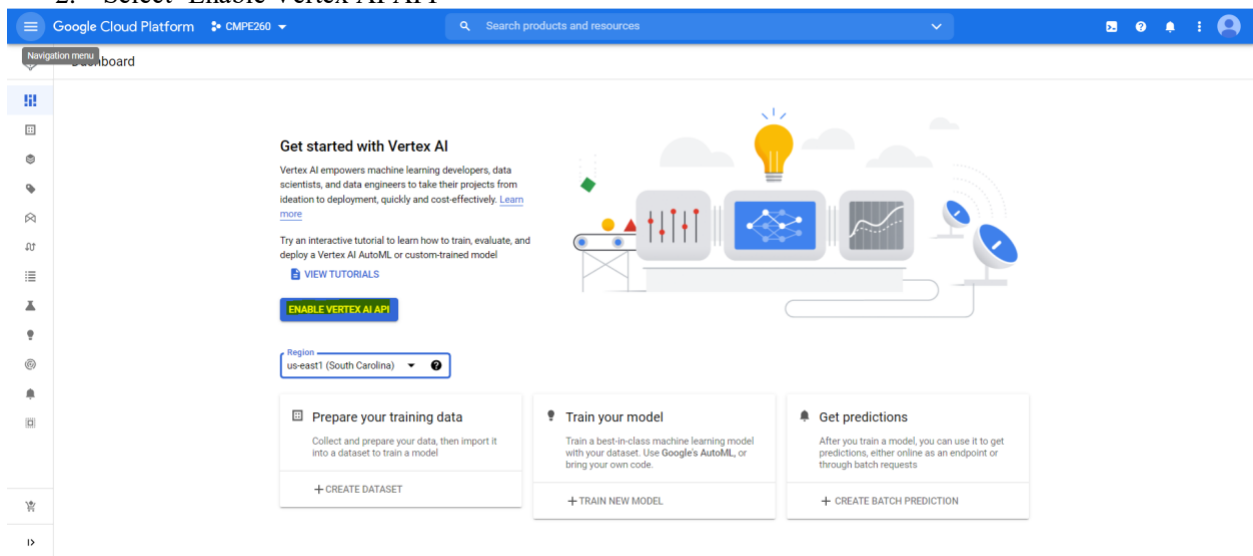 2. Select 'Enable Vertex AI API'
Google Cloud Platform CMPE260 Search products and resources
Navigation menu
Dashboard
Get started with Vertex AI
Vertex AI empowers machine learning developers, data
scientists, and data engineers to take their projects from
ideation to deployment, quickly and cost-effectively. Learn
more
Try an interactive tutorial to learn how to train, evaluate, and
deploy a Vertex AI AutoML or custom-trained model
VIEW TUTORIALS
ENABLE VERTEX AI API
Region
us-east1 (South Carolina)
Prepare your training data
Collect and prepare your data, then import it
into a dataset to train a model
CREATE DATASET
Train your model
Train a best-in-class machine learning model
with your dataset. Use Google's AutoML, or
bring your own code.
TRAIN NEW MODEL
Get predictions
After you train a model, you can use it to get
predictions, either online as an endpoint or
through batch requests
CREATE BATCH PREDICTION